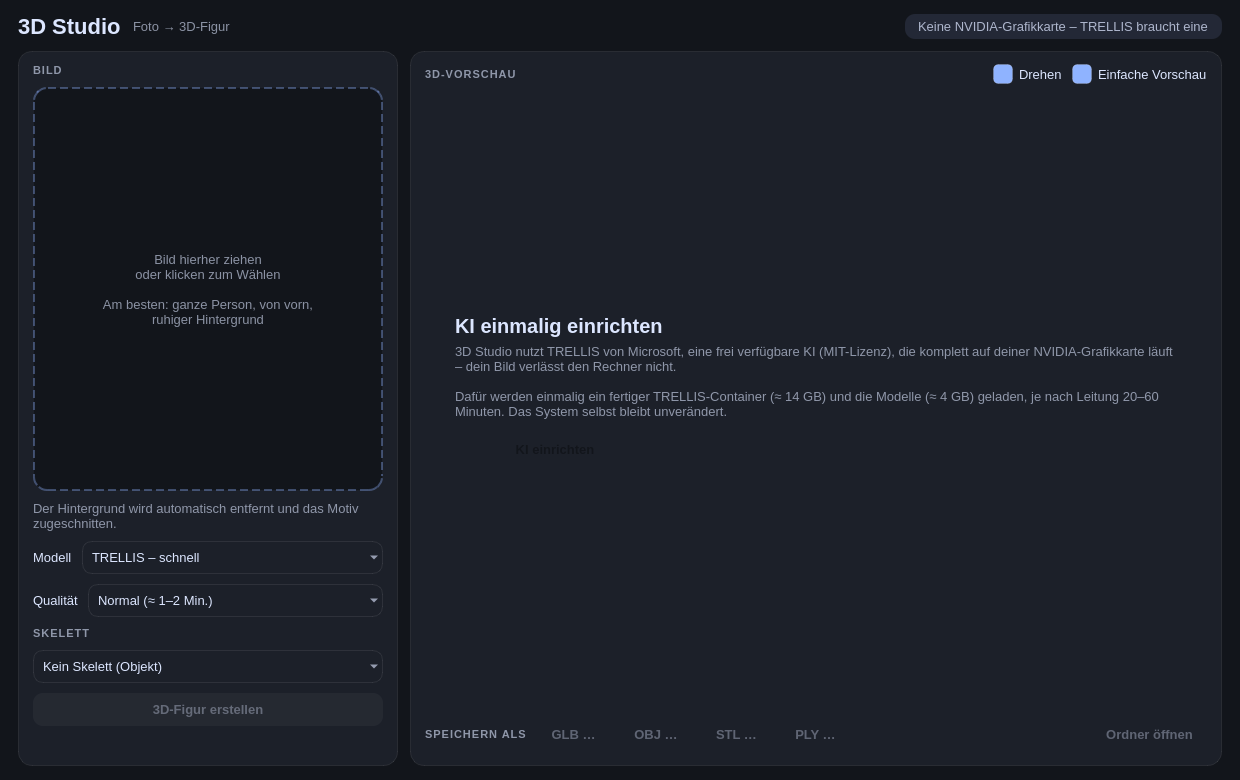 3D Studio
Foto → 3D-Figur
Keine NVIDIA-Grafikkarte – TRELLIS braucht eine
BILD
Bild hierher ziehen
oder klicken zum Wählen
Am besten: ganze Person, von vorn,
ruhiger Hintergrund
Der Hintergrund wird automatisch entfernt und das Motiv
zugeschnitten.
Modell
TRELLIS – schnell
Qualität
Normal (≈ 1–2 Min.)
SKELETT
Kein Skelett (Objekt)
3D-Figur erstellen
3D-VORSCHAU
Drehen
Einfache Vorschau
KI einmalig einrichten
3D Studio nutzt TRELLIS von Microsoft, eine frei verfügbare KI (MIT-Lizenz), die komplett auf deiner NVIDIA-Grafikkarte läuft
– dein Bild verlässt den Rechner nicht.
Dafür werden einmalig ein fertiger TRELLIS-Container (≈ 14 GB) und die Modelle (≈ 4 GB) geladen, je nach Leitung 20–60
Minuten. Das System selbst bleibt unverändert.
KI einrichten
SPEICHERN ALS
GLB …
OBJ …
STL …
PLY …
Ordner öffnen